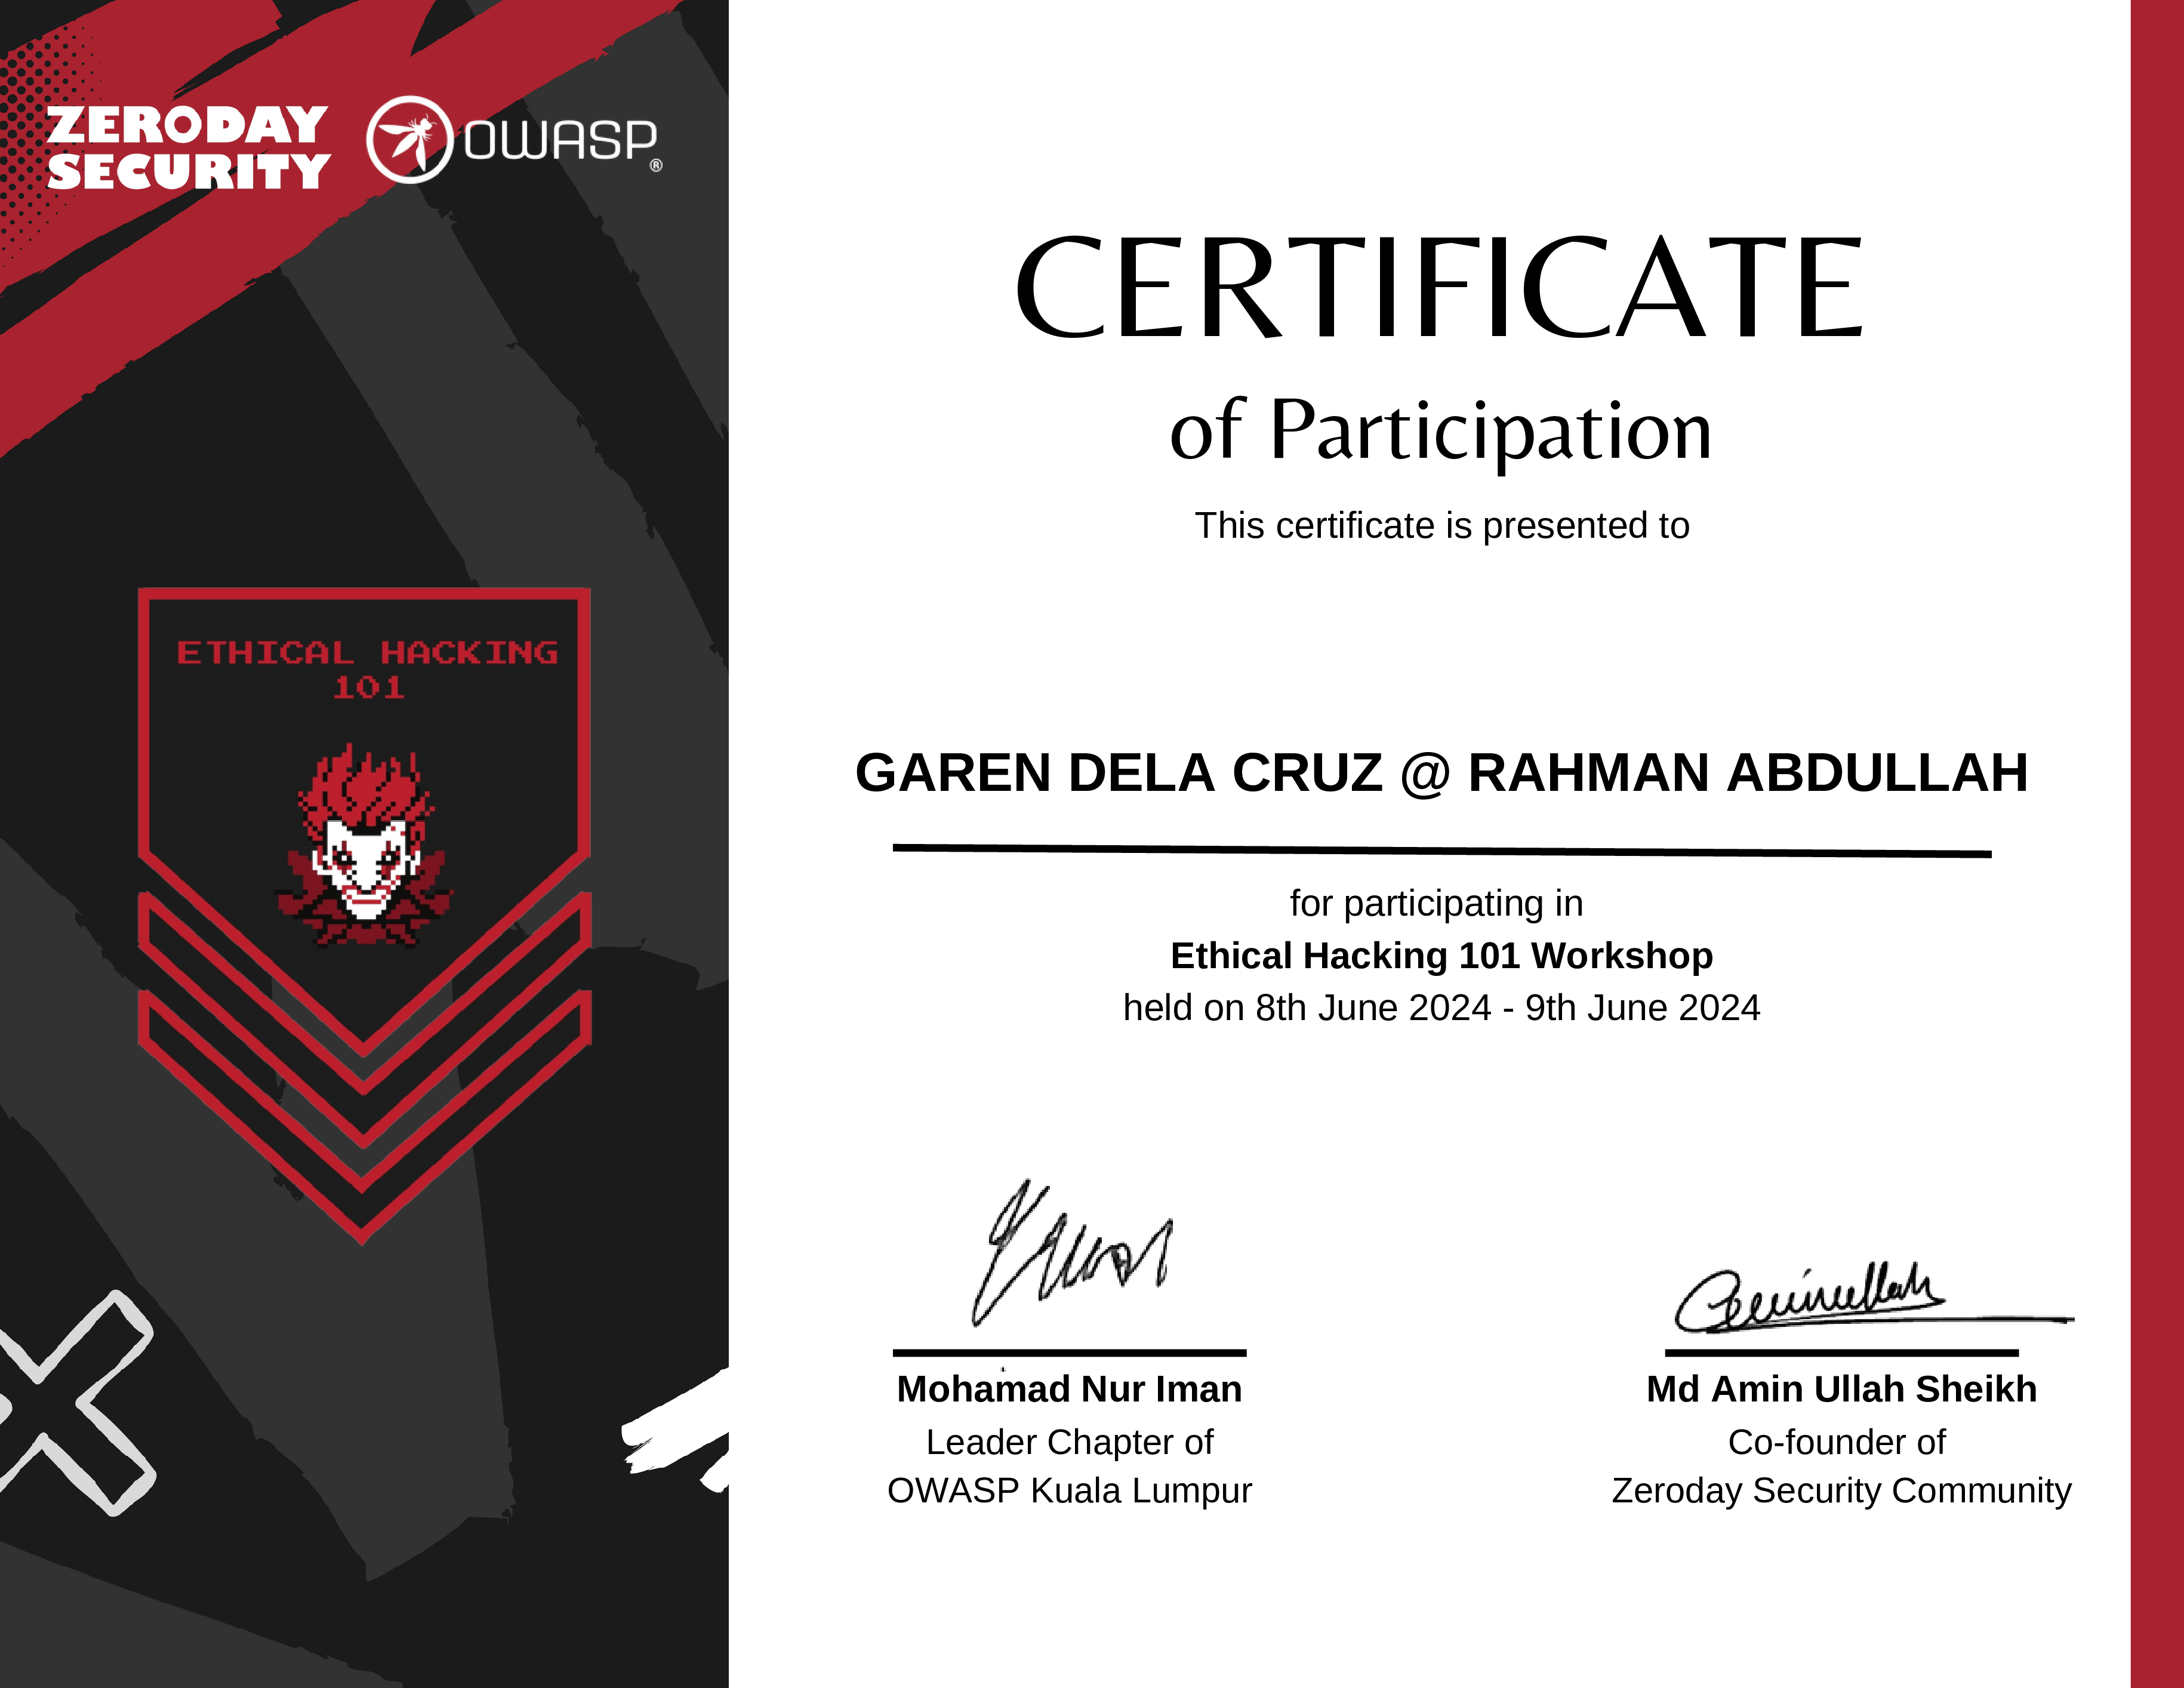 ZERODAY
SECURITY
OWASP®
ETHICAL HACKING
101
CERTIFICATE
of Participation
This certificate is presented to
GAREN DELA CRUZ @ RAHMAN ABDULLAH
for participating in
Ethical Hacking 101 Workshop
held on 8th June 2024 - 9th June 2024
Mohamad Nur Iman
Leader Chapter of
OWASP Kuala Lumpur
Md Amin Ullah Sheikh
Co-founder of
Zeroday Security Community